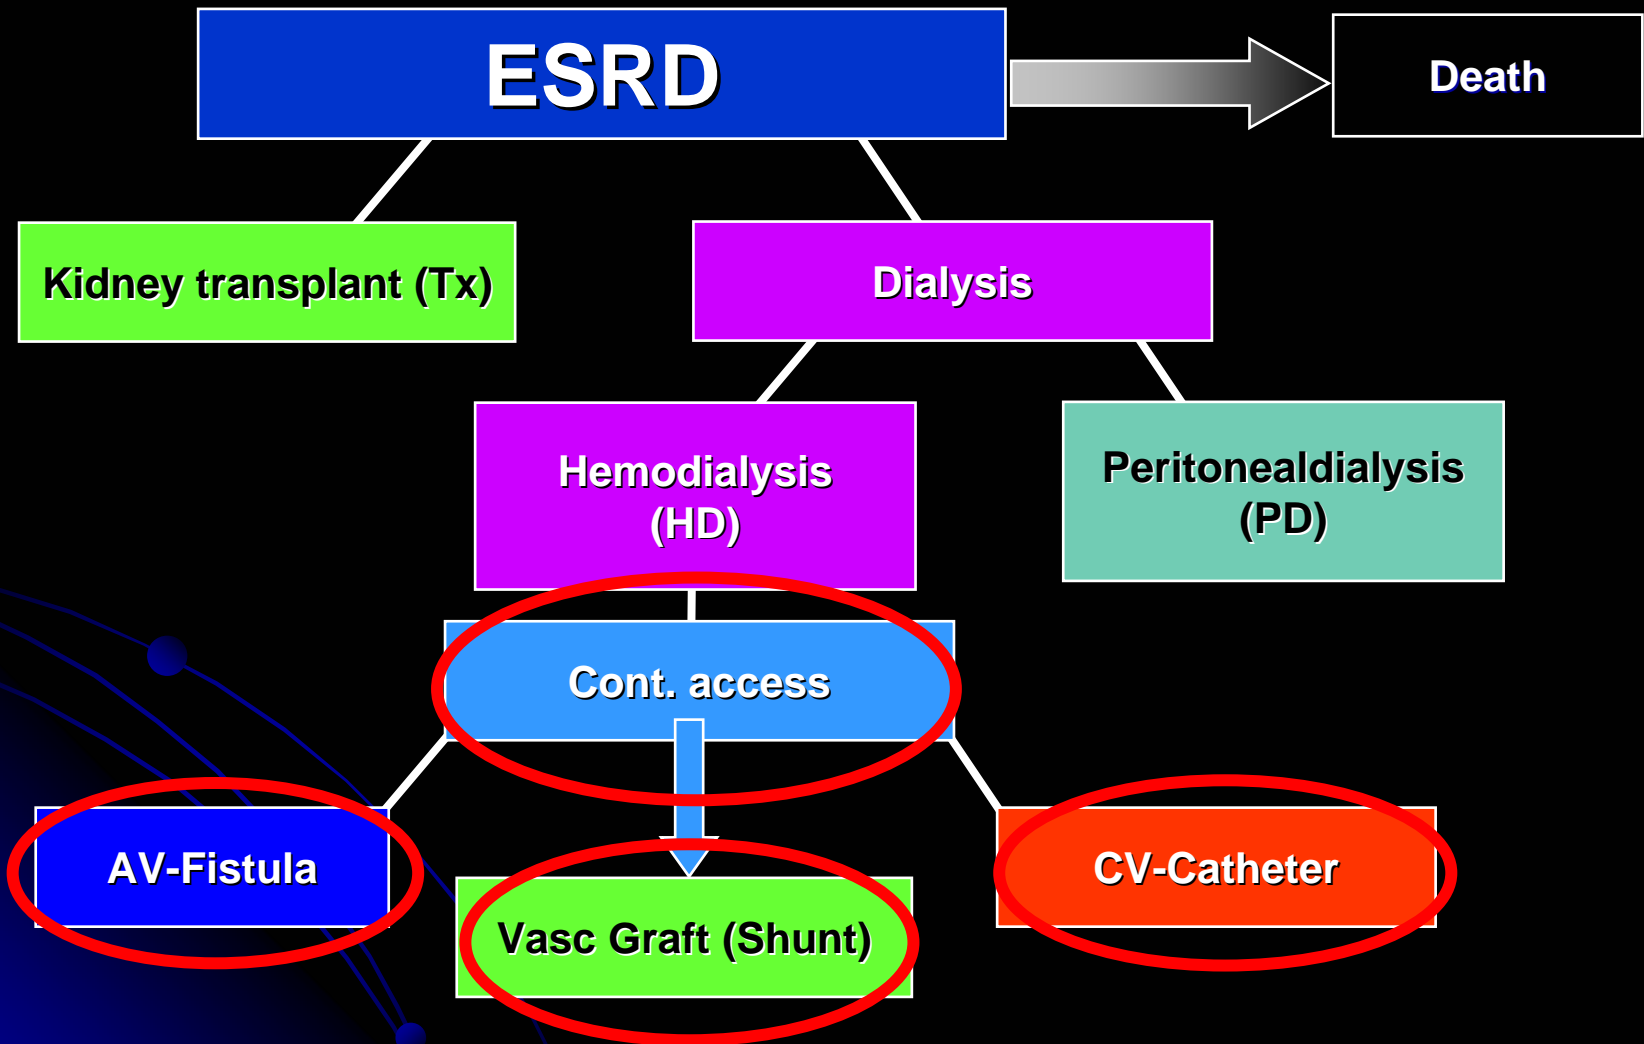 ESRD
Death
Kidney transplant (Tx)
Dialysis
Hemodialysis
(HD)
Peritonealdialysis
(PD)
Cont. access
AV-Fistula
Vasc Graft (Shunt)
CV-Catheter